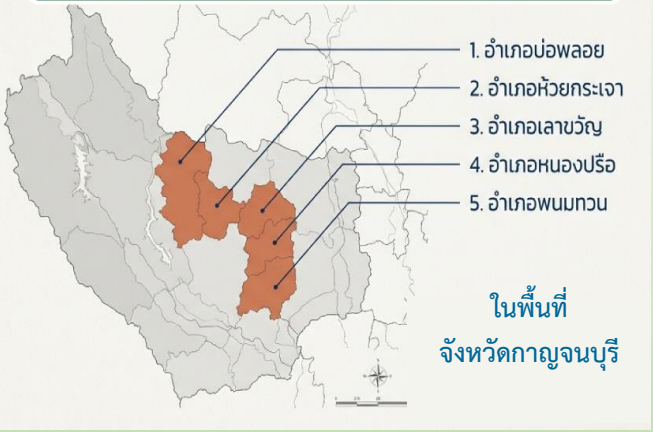 1. อำเภอบ่อพลอย
2. อำเภอห้วยกระเจา
3. อำเภอเลาขวัญ
4. อำเภอหนองปรือ
5. อำเภอพนมทวน
ในพื้นที่
จังหวัดกาญจนบุรี